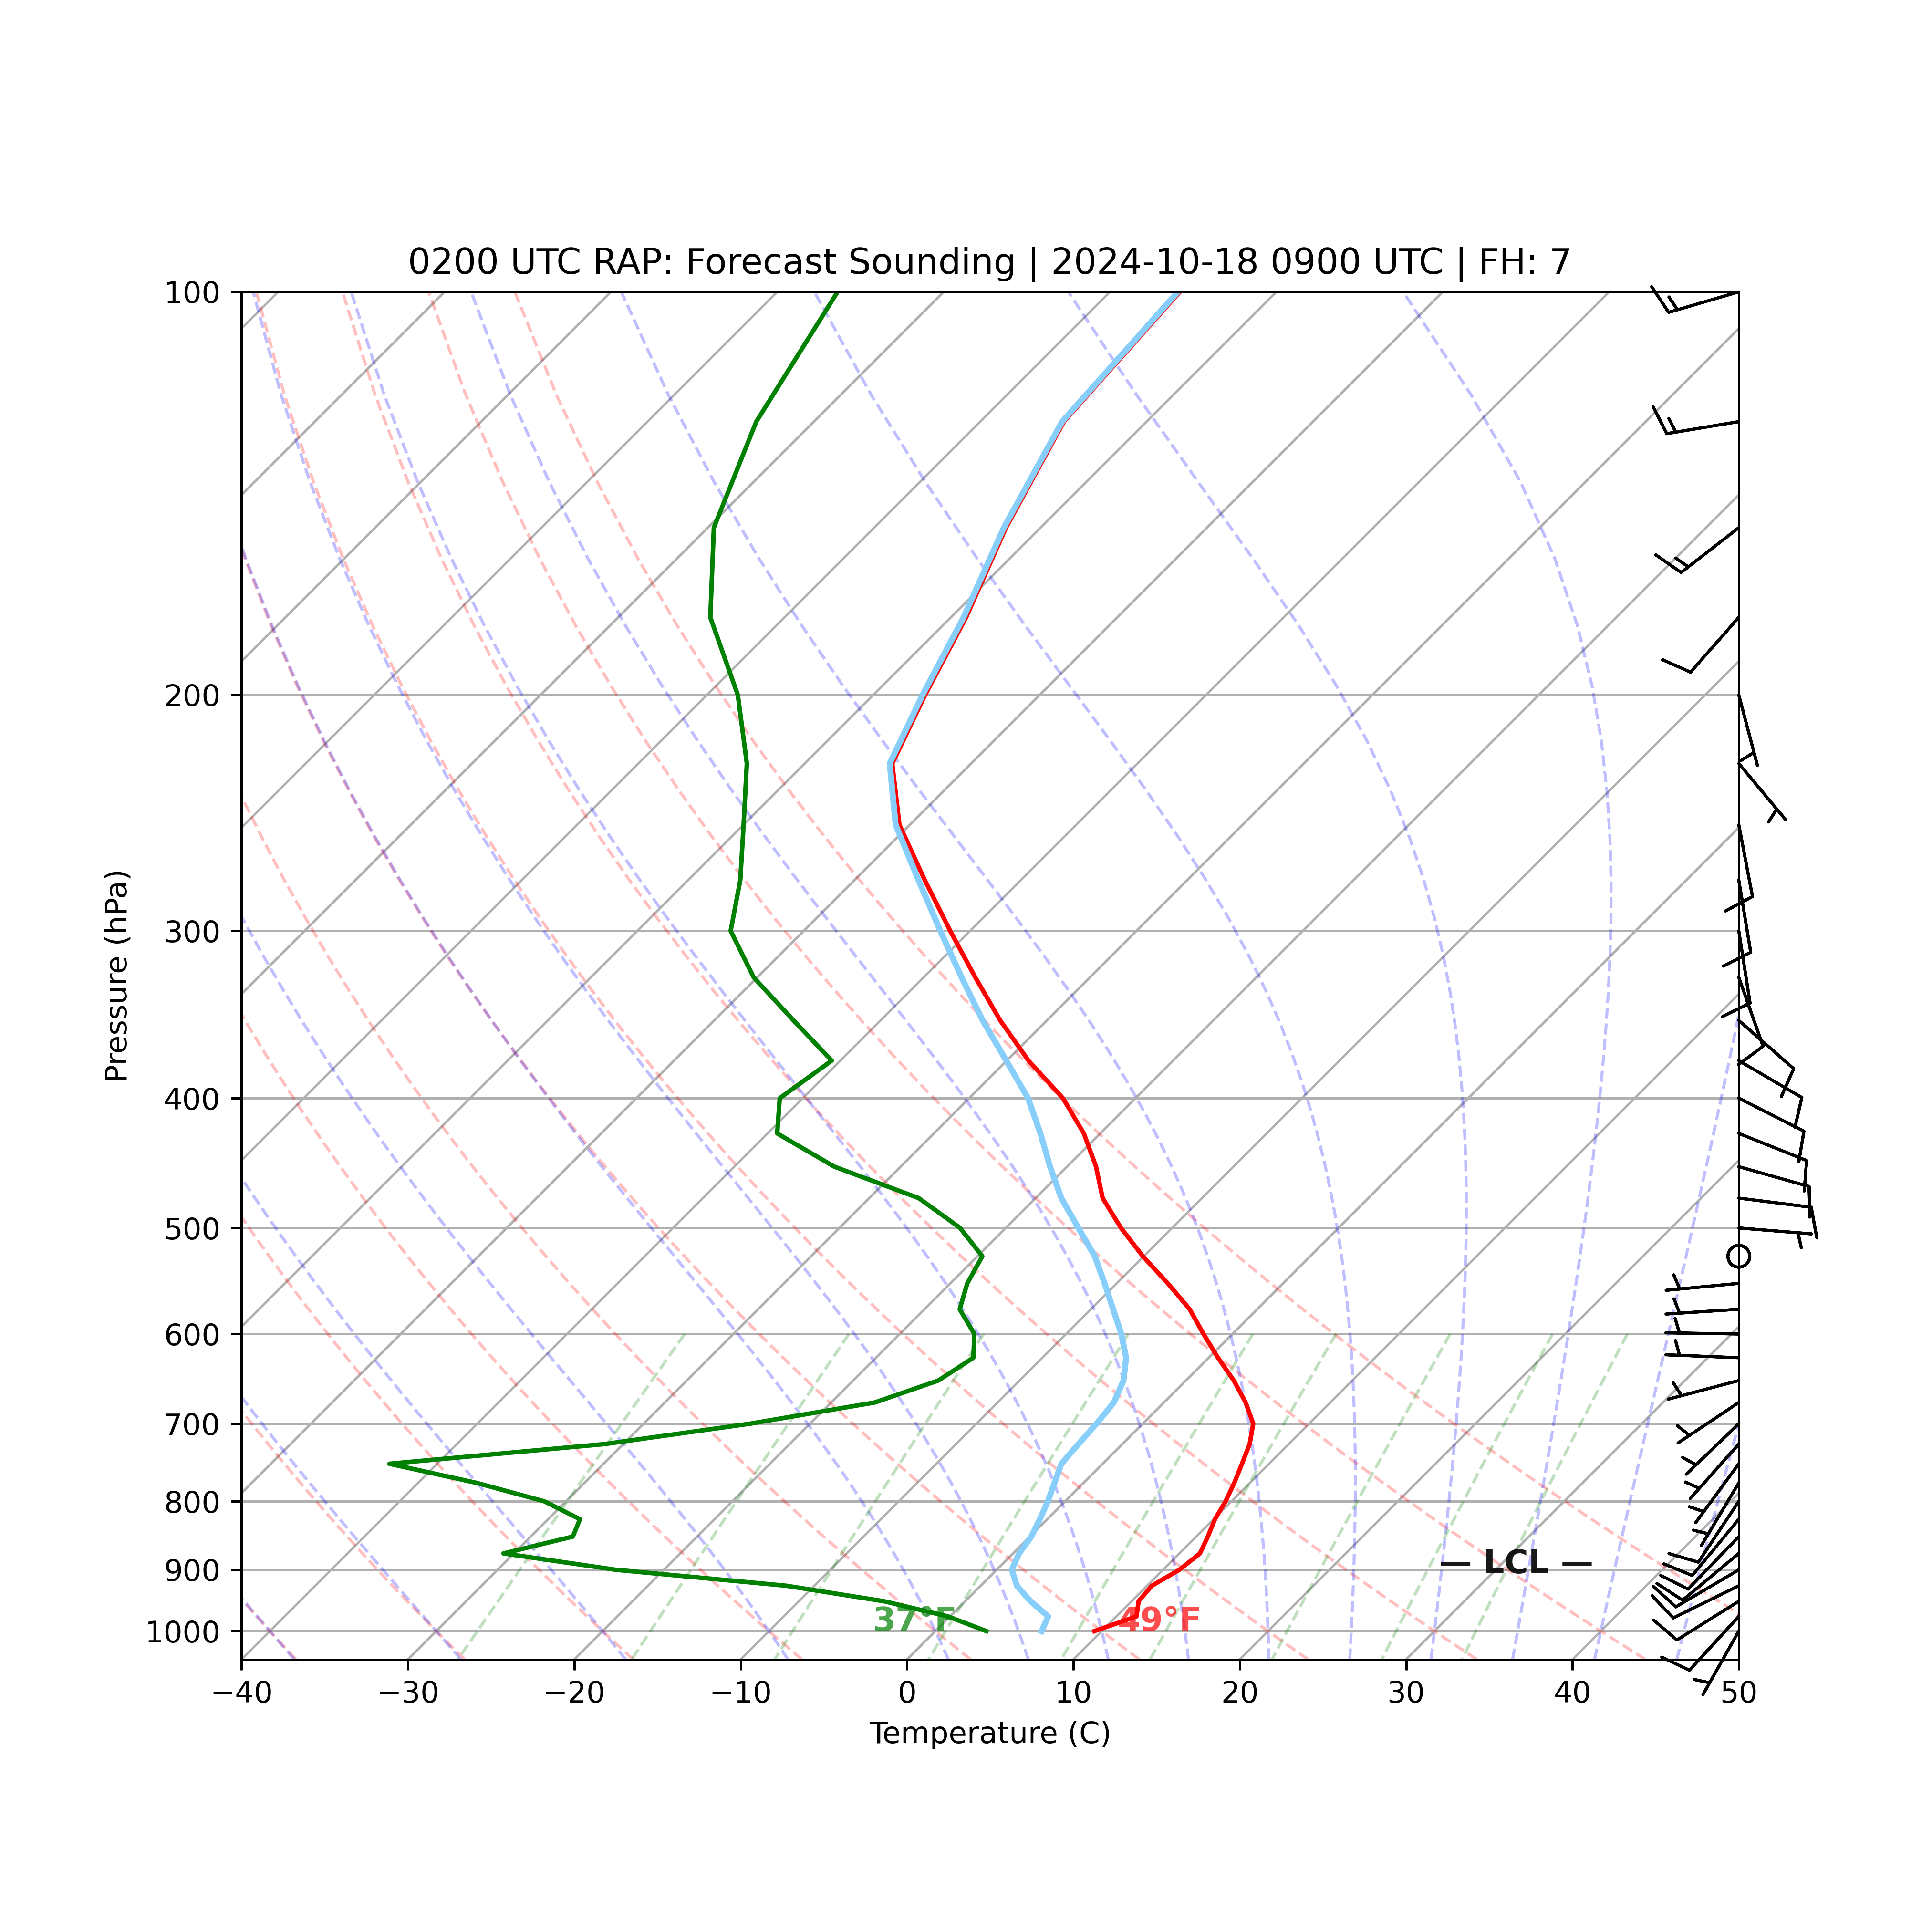 0200 UTC RAP: Forecast Sounding | 2024-10-18 0900 UTC | FH: 7
100
200
300
400
500
600
700
800
900
1000
Pressure (hPa)
— LCL —
37°F
49°F
−40 −30 −20 −10 0 10 20 30 40 50
Temperature (C)